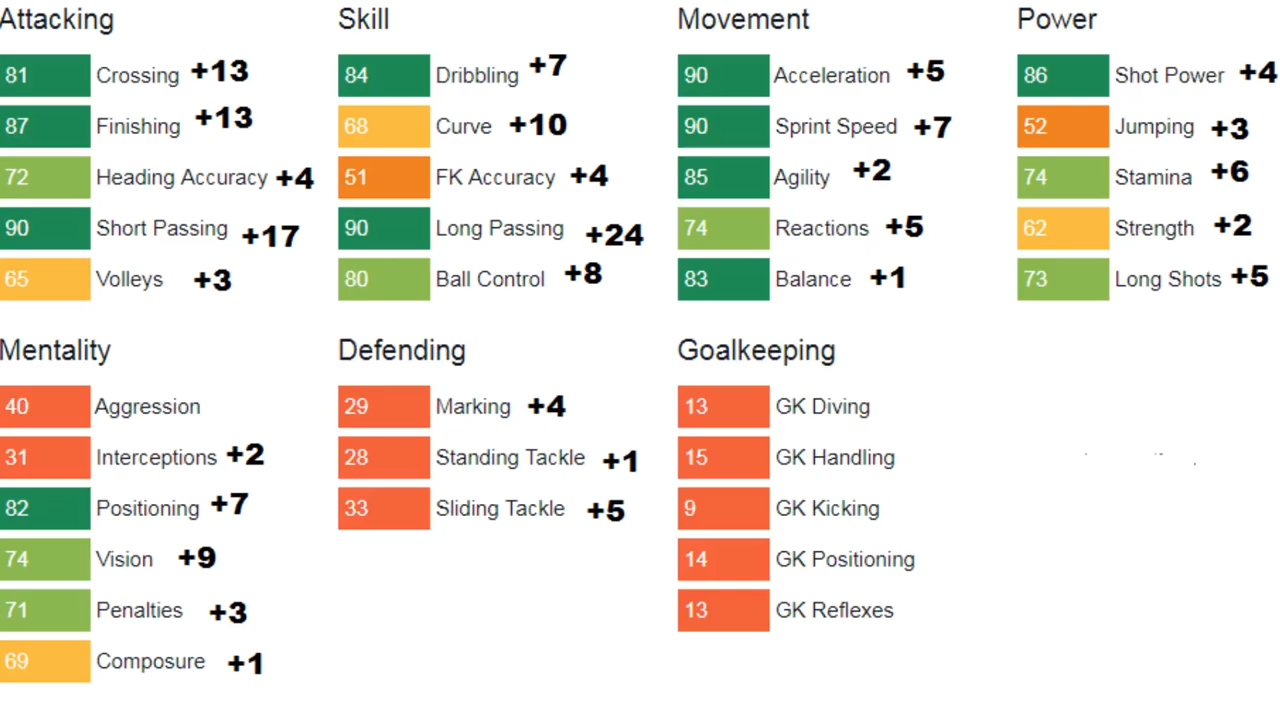 Attacking
81 Crossing +13
87 Finishing +13
72 Heading Accuracy +4
90 Short Passing +17
65 Volleys +3
Skill
84 Dribbling +7
68 Curve +10
51 FK Accuracy +4
90 Long Passing +24
80 Ball Control +8
Movement
90 Acceleration +5
90 Sprint Speed +7
85 Agility +2
74 Reactions +5
83 Balance +1
Power
86 Shot Power +4
52 Jumping +3
74 Stamina +6
62 Strength +2
73 Long Shots +5
Mentality
40 Aggression
31 Interceptions +2
82 Positioning +7
74 Vision +9
71 Penalties +3
69 Composure +1
Defending
29 Marking +4
28 Standing Tackle +1
33 Sliding Tackle +5
Goalkeeping
13 GK Diving
15 GK Handling
9 GK Kicking
14 GK Positioning
13 GK Reflexes